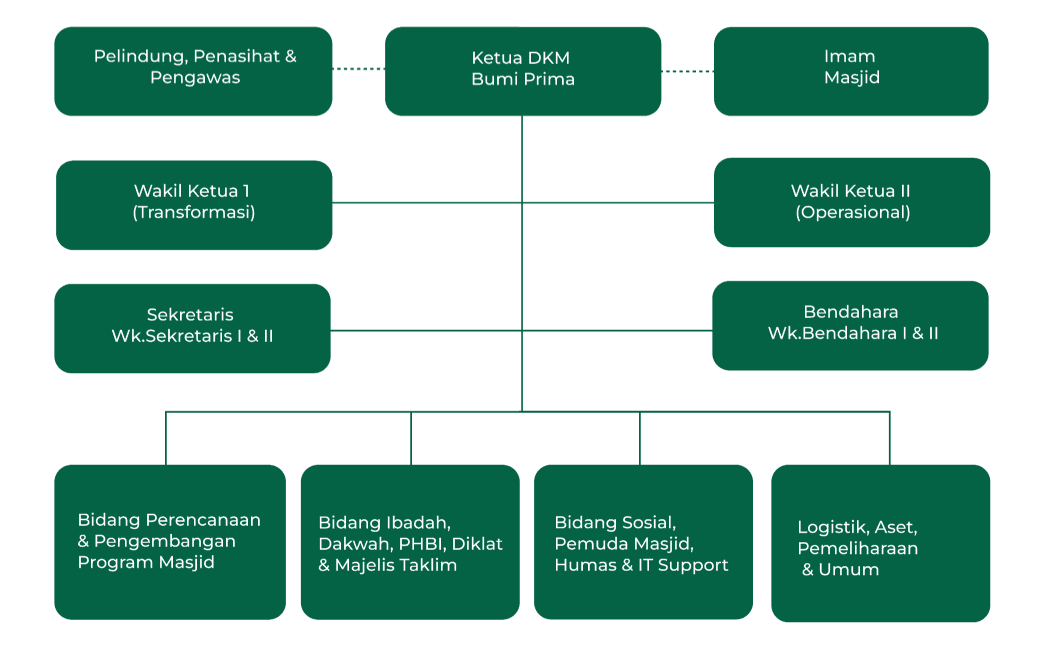 Pelindung, Penasihat &
Pengawas
Ketua DKM
Bumi Prima
Imam
Masjid
Wakil Ketua 1
(Transformasi)
Wakil Ketua II
(Operasional)
Sekretaris
Wk.Sekretaris I & II
Bendahara
Wk.Bendahara I & II
Bidang Perencanaan
& Pengembangan
Program Masjid
Bidang Ibadah,
Dakwah, PHBI, Diklat
& Majelis Taklim
Bidang Sosial,
Pemuda Masjid,
Humas & IT Support
Logistik, Aset,
Pemeliharaan
& Umum